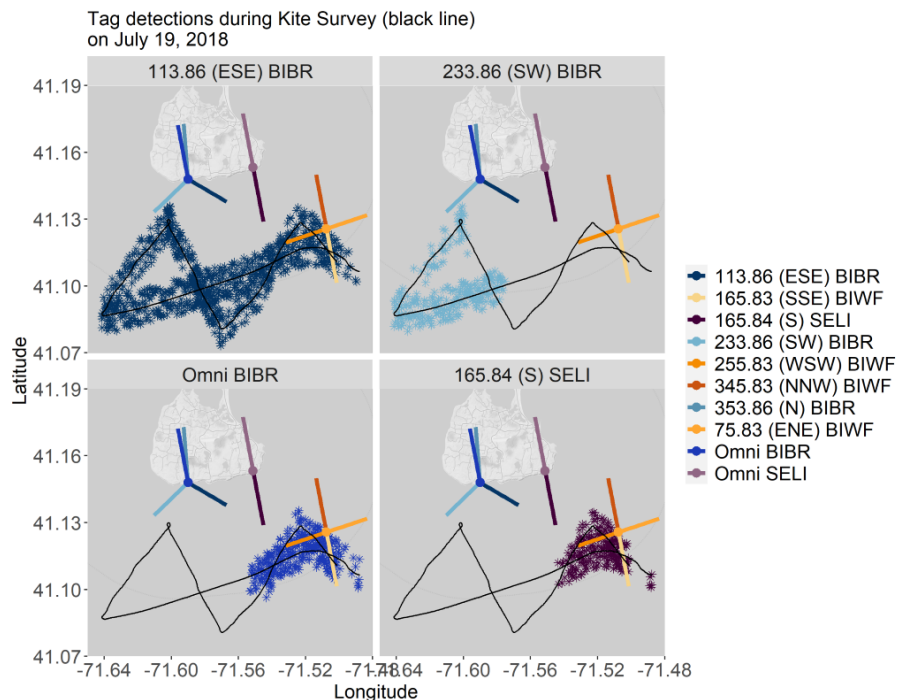 Tag detections during Kite Survey (black line)
on July 19, 2018
113.86 (ESE) BIBR
233.86 (SW) BIBR
41.19
41.16
41.13
41.10
41.07
Omni BIBR
165.84 (S) SELI
41.19
41.16
41.13
41.10
41.07
Latitude
-71.64
-71.60
-71.56
-71.52
-71.48
-71.64
-71.60
-71.56
-71.52
-71.48
Longitude
113.86 (ESE) BIBR
165.83 (SSE) BIWF
165.84 (S) SELI
233.86 (SW) BIBR
255.83 (WSW) BIWF
345.83 (NNW) BIWF
353.86 (N) BIBR
75.83 (ENE) BIWF
Omni BIBR
Omni SELI